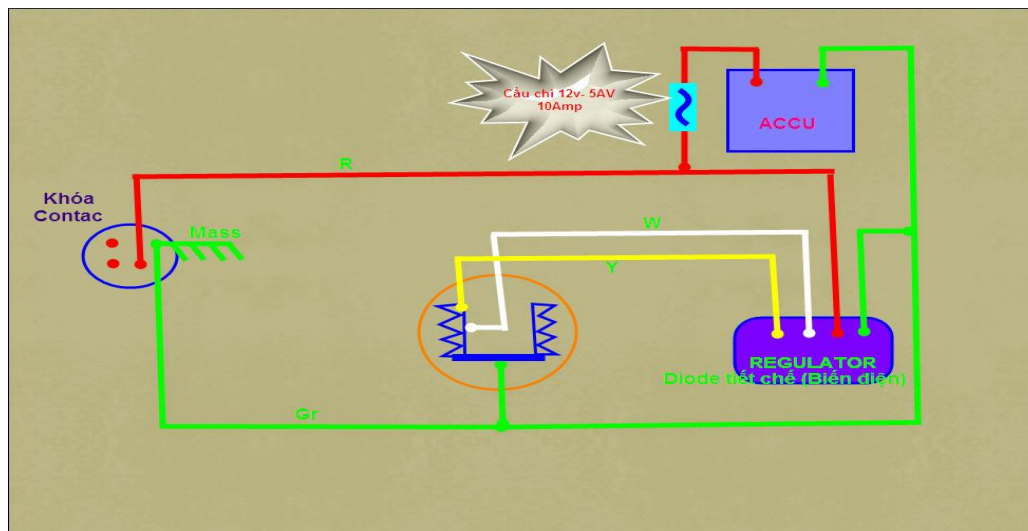 Cầu chì 12v- 5AV
10Amp
ACCU
R
Khóa
Contac
Mass
W
Y
REGULATOR
Diode tiết chế (Biến điện)
Gr